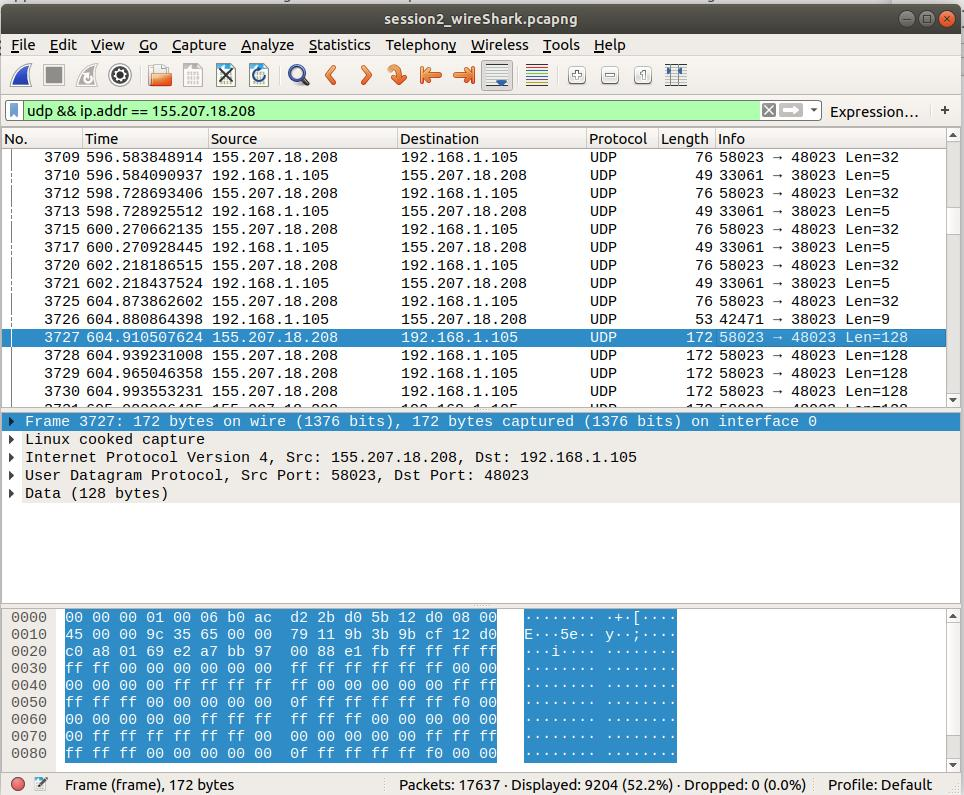 session2_wireShark.pcapng
File Edit View Go Capture Analyze Statistics Telephony Wireless Tools Help
udp && ip.addr == 155.207.18.208 Expression… +
No. Time Source Destination Protocol Length Info
3709 596.583848914 155.207.18.208 192.168.1.105 UDP 76 58023 → 48023 Len=32
3710 596.584090937 192.168.1.105 155.207.18.208 UDP 49 33061 → 38023 Len=5
3712 598.728693406 155.207.18.208 192.168.1.105 UDP 76 58023 → 48023 Len=32
3713 598.728925512 192.168.1.105 155.207.18.208 UDP 49 33061 → 38023 Len=5
3715 600.270662135 155.207.18.208 192.168.1.105 UDP 76 58023 → 48023 Len=32
3717 600.270928445 192.168.1.105 155.207.18.208 UDP 49 33061 → 38023 Len=5
3720 602.218186515 155.207.18.208 192.168.1.105 UDP 76 58023 → 48023 Len=32
3721 602.218437524 192.168.1.105 155.207.18.208 UDP 49 33061 → 38023 Len=5
3725 604.873862602 155.207.18.208 192.168.1.105 UDP 76 58023 → 48023 Len=32
3726 604.880864398 192.168.1.105 155.207.18.208 UDP 53 42471 → 38023 Len=9
3727 604.910507624 155.207.18.208 192.168.1.105 UDP 172 58023 → 48023 Len=128
3728 604.939231008 155.207.18.208 192.168.1.105 UDP 172 58023 → 48023 Len=128
3729 604.965046358 155.207.18.208 192.168.1.105 UDP 172 58023 → 48023 Len=128
3730 604.993553231 155.207.18.208 192.168.1.105 UDP 172 58023 → 48023 Len=128
Frame 3727: 172 bytes on wire (1376 bits), 172 bytes captured (1376 bits) on interface 0
Linux cooked capture
Internet Protocol Version 4, Src: 155.207.18.208, Dst: 192.168.1.105
User Datagram Protocol, Src Port: 58023, Dst Port: 48023
Data (128 bytes)
0000 00 00 00 01 00 06 b0 ac d2 2b d0 5b 12 d0 08 00 ········ ·+·[····
0010 45 00 00 9c 35 65 00 00 79 11 9b 3b 9b cf 12 d0 E···5e·· y··;····
0020 c0 a8 01 69 e2 a7 bb 97 00 88 e1 fb ff ff ff ff ···i···· ········
0030 ff ff 00 00 00 00 00 00 ff ff ff ff ff ff 00 00 ········ ········
0040 00 00 00 00 ff ff ff ff ff 00 00 00 00 00 ff ff ········ ········
0050 ff ff ff 00 00 00 00 00 0f ff ff ff ff ff f0 00 ········ ········
0060 00 00 00 00 00 ff ff ff ff ff ff 00 00 00 00 00 ········ ········
0070 00 ff ff ff ff ff ff 00 00 00 00 00 00 ff ff ff ········ ········
0080 ff ff ff 00 00 00 00 00 0f ff ff ff ff f0 00 00 ········ ········
Frame (frame), 172 bytes Packets: 17637 · Displayed: 9204 (52.2%) · Dropped: 0 (0.0%) Profile: Default